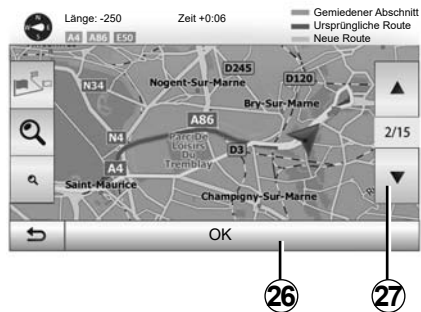 Länge: -250 Zeit +0:06
Gemiedener Abschnitt
Ursprüngliche Route
Neue Route
A4 A86 E50
D245
N34
D120
Nogent-Sur-Marne
Bry-Sur-Marne
A86
N4
Parc De
Loisirs
Du
Tremblay
D3
2/15
A4
Saint-Maurice
Champigny-Sur-Marne
OK
26
27